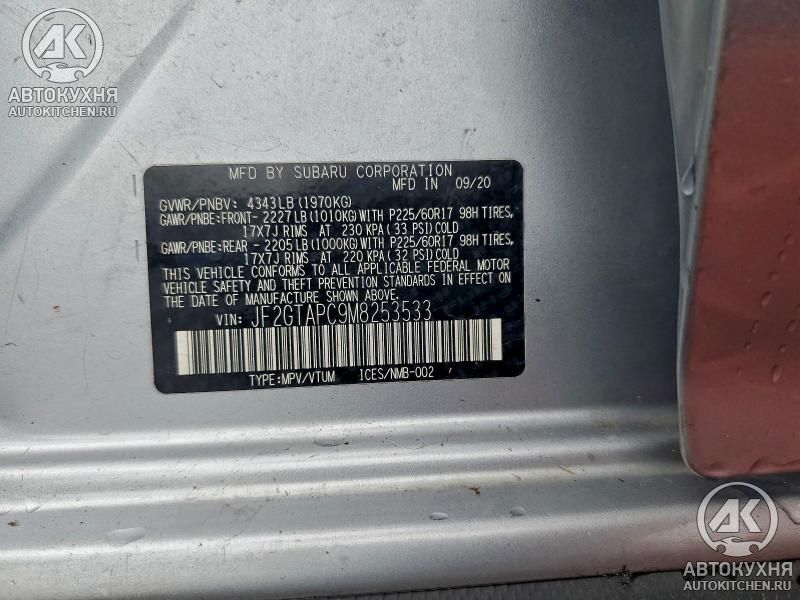 AK
АВТОКУХНЯ
AUTOKITCHEN.RU
MFD BY SUBARU CORPORATION
MFD IN 09/20
GVWR/PNBV: 4343LB(1970KG)
GAWR/PNBE:FRONT- 2227LB(1010KG)WITH P225/60R17 98H TIRES,
17X7J RIMS AT 230 KPA(33 PSI)COLD
GAWR/PNBE:REAR - 2205LB(1000KG)WITH P225/60R17 98H TIRES,
17X7J RIMS AT 220 KPA(32 PSI)COLD
THIS VEHICLE CONFORMS TO ALL APPLICABLE FEDERAL MOTOR
VEHICLE SAFETY, BUMPER, AND THEFT PREVENTION STANDARDS IN EFFECT
ON THE DATE OF MANUFACTURE SHOWN ABOVE.
VIN: JF2GTAPC9M8253533
TYPE:MPV/VTUM ICES/NMB-002
AK
АВТОКУХНЯ
AUTOKITCHEN.RU